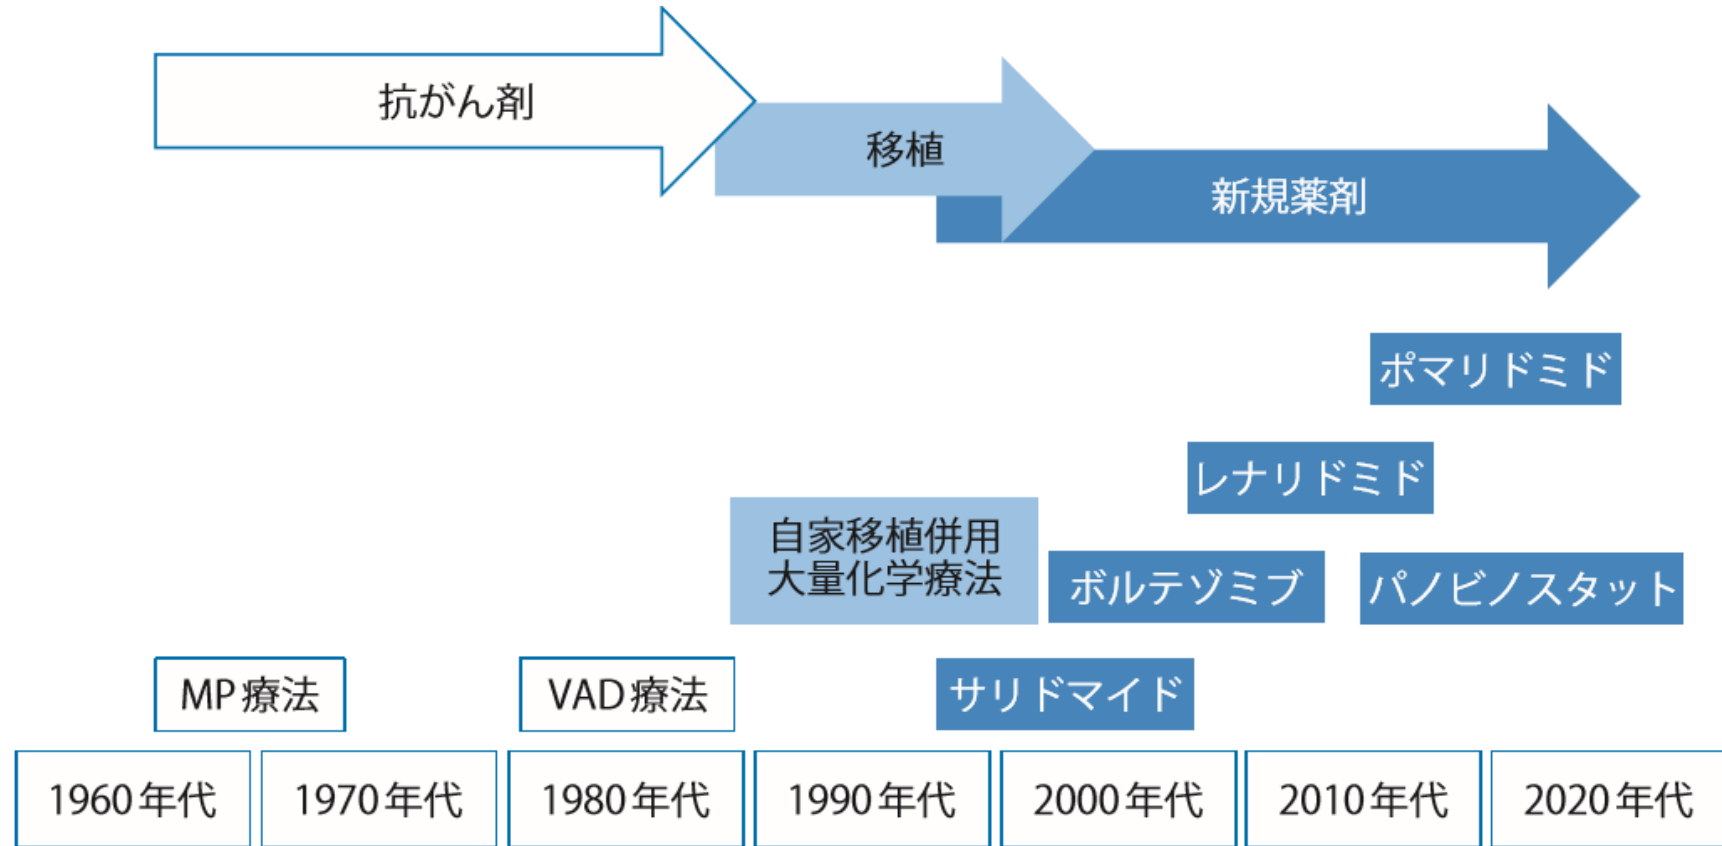 抗がん剤
移植
新規薬剤
ポマリドミド
レナリドミド
自家移植併用
大量化学療法
ボルテゾミブ
パノビノスタット
MP療法
VAD療法
サリドマイド
1960年代
1970年代
1980年代
1990年代
2000年代
2010年代
2020年代